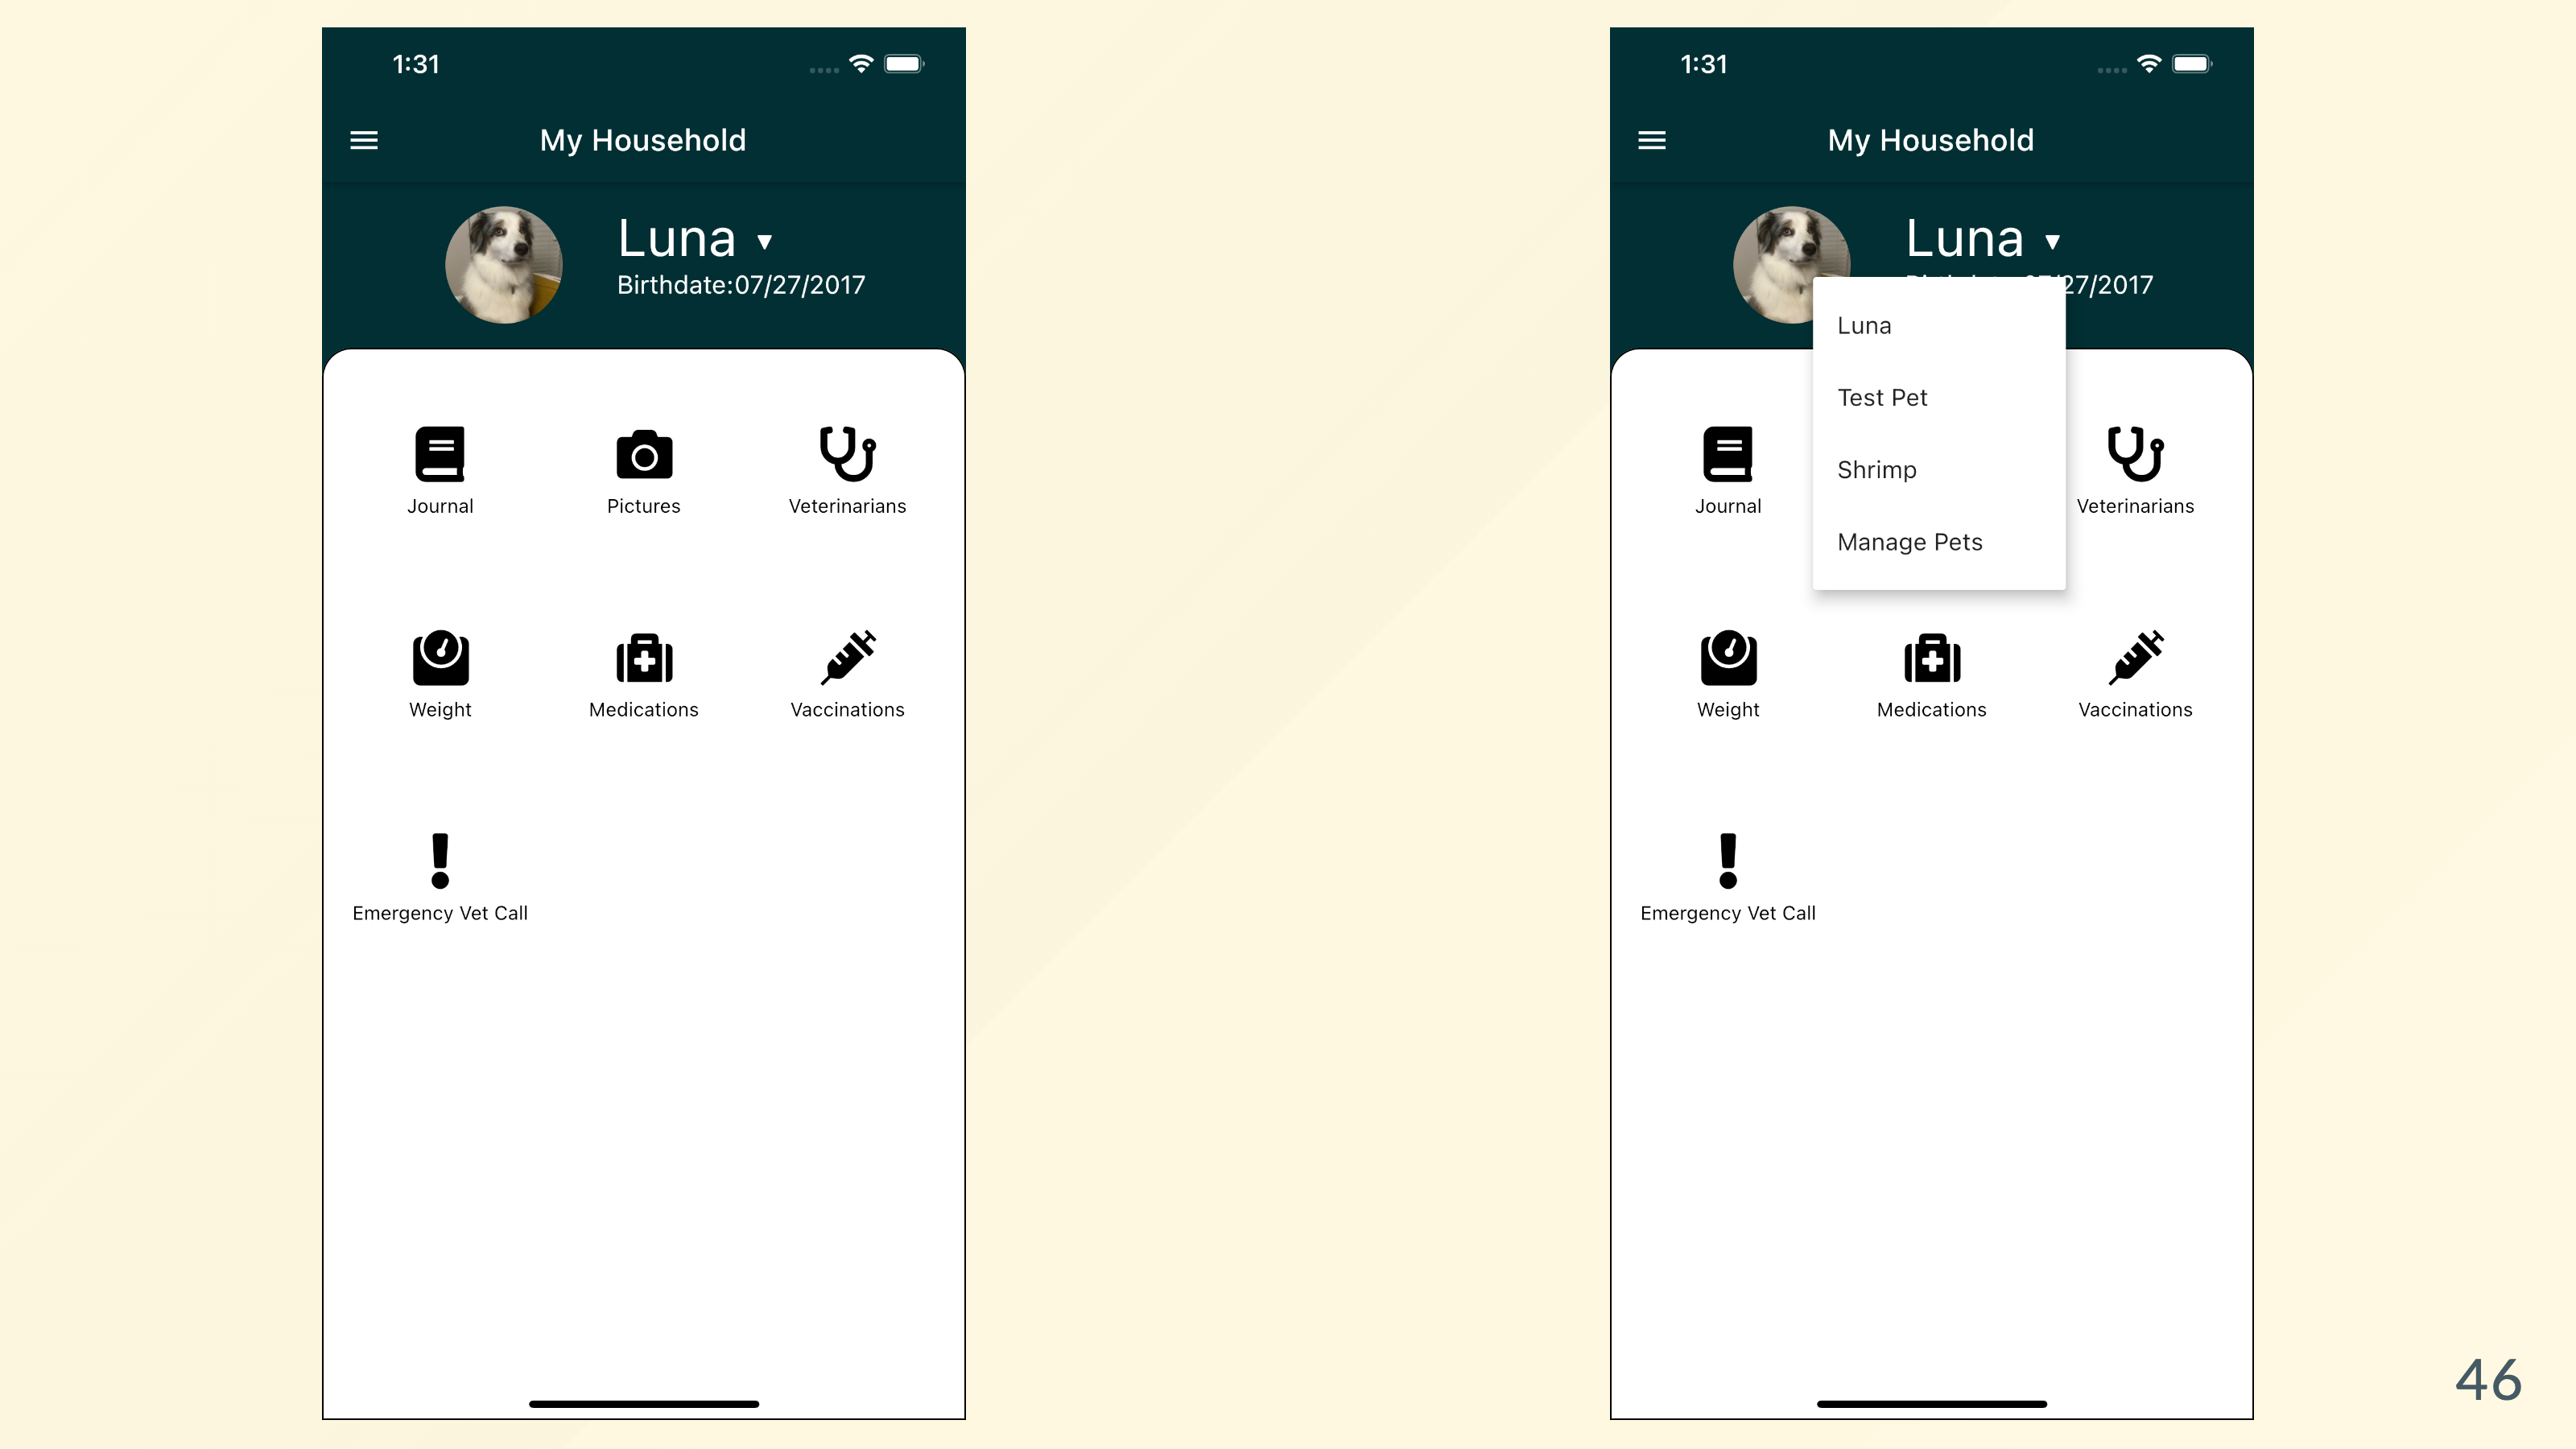 1:31
My Household
Luna
Birthdate:07/27/2017
Journal
Pictures
Veterinarians
Weight
Medications
Vaccinations
Emergency Vet Call
1:31
My Household
Luna
27/2017
Luna
Test Pet
Shrimp
Manage Pets
Journal
Veterinarians
Weight
Medications
Vaccinations
Emergency Vet Call
46